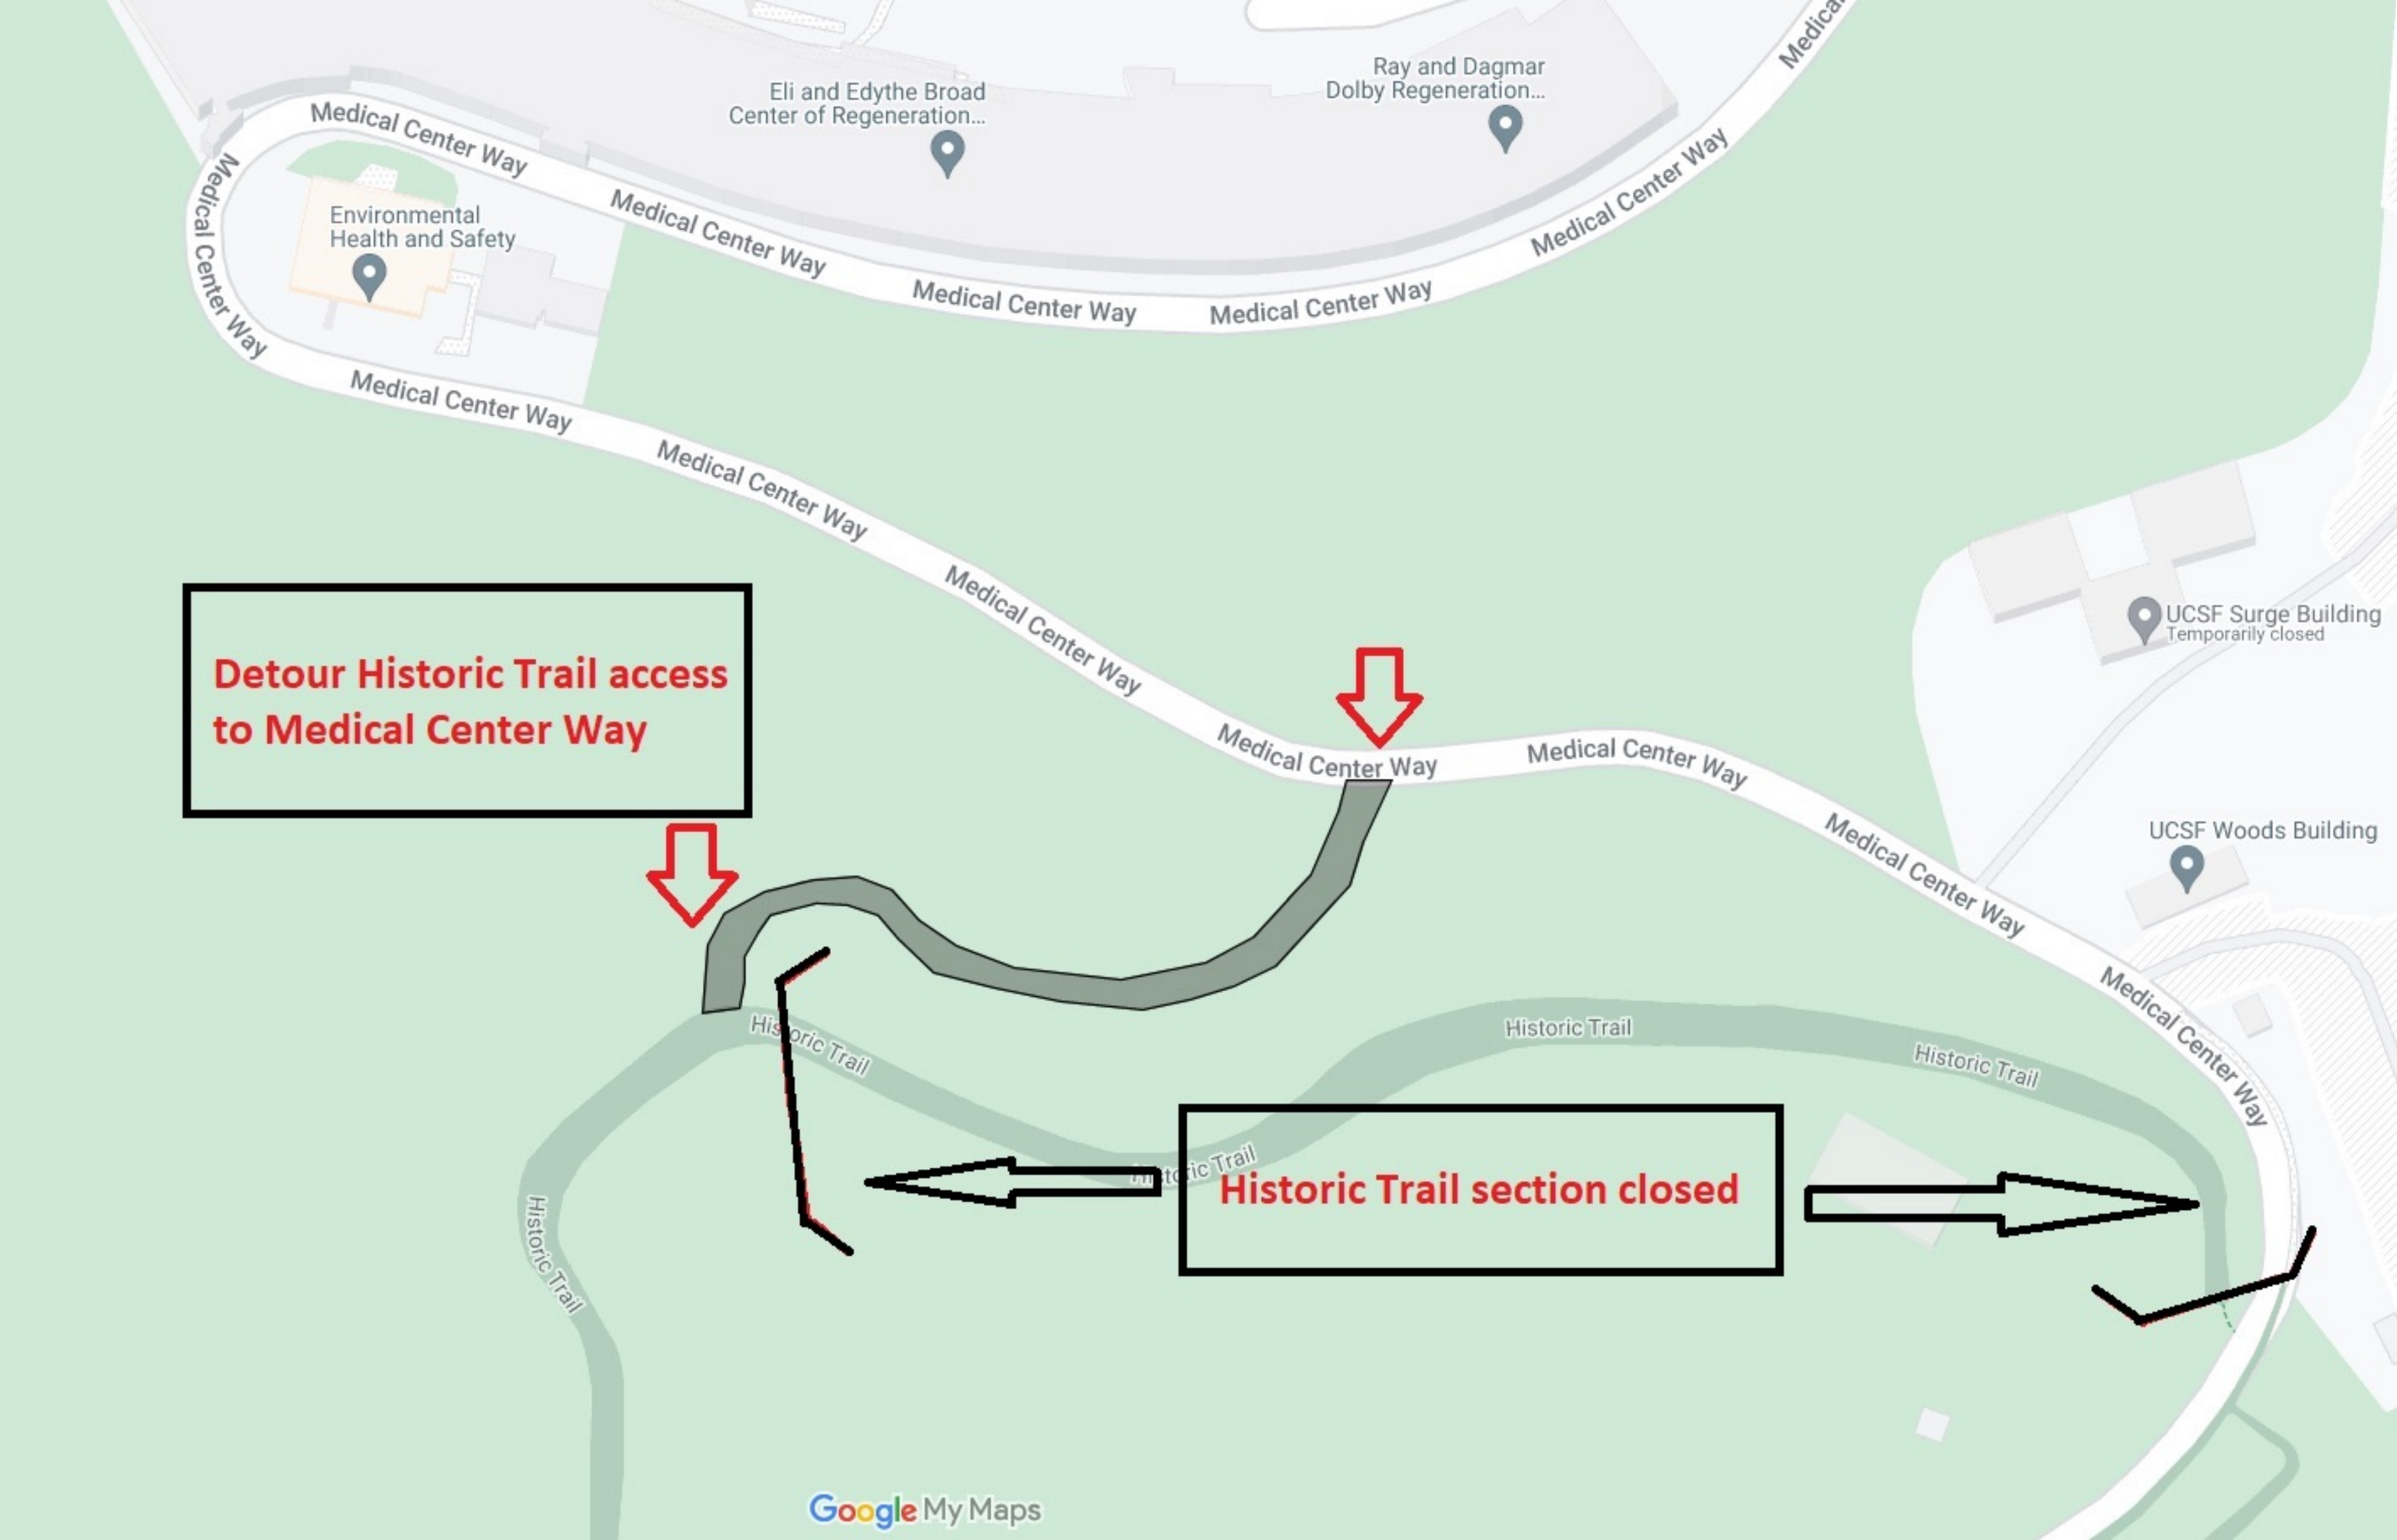 Medical
Ray and Dagmar
Dolby Regeneration...
Eli and Edythe Broad
Center of Regeneration...
Medical Center Way
Medical Center Way
Medical Center Way
Environmental
Health and Safety
Medical Center Way
Medical Center Way
Medical Center Way
Medical Center Way
Medical Center Way
Medical Center Way
Medical Center Way
UCSF Surge Building
Temporarily closed
Detour Historic Trail access
to Medical Center Way
Medical Center Way
Medical Center Way
Medical Center Way
UCSF Woods Building
Medical Center Way
Historic Trail
Historic Trail
Historic Trail
Historic Trail
Historic Trail section closed
Historic Trail
Google My Maps